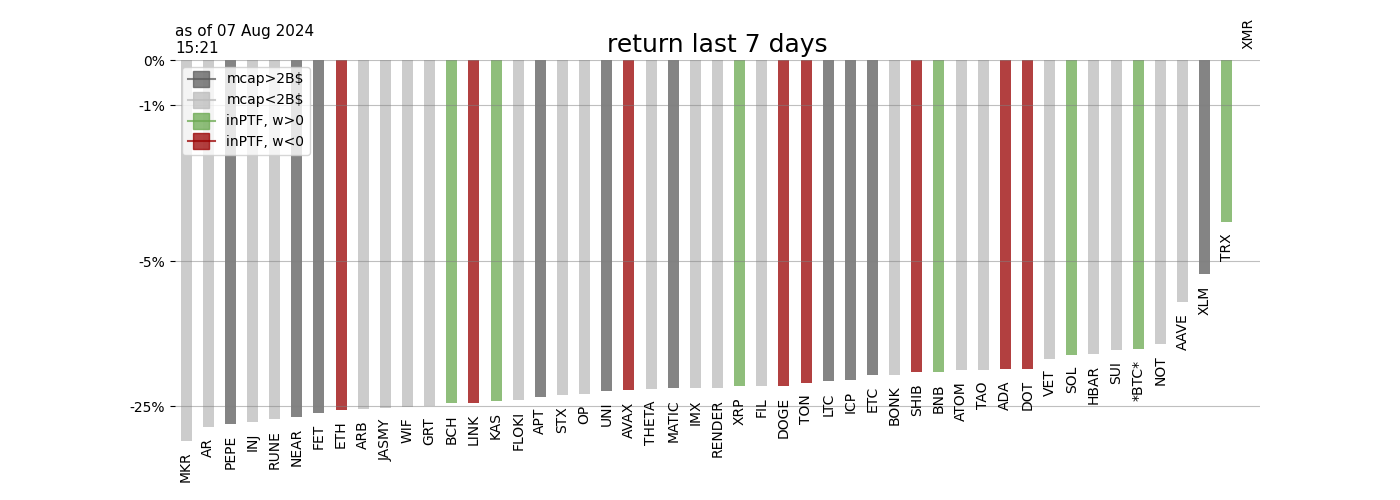 as of 07 Aug 2024
15:21
return last 7 days
XMR
0%
-1%
-5%
-25%
mcap>2B$
mcap<2B$
inPTF, w>0
inPTF, w<0
MKR
AR
PEPE
INJ
RUNE
NEAR
FET
ETH
ARB
JASMY
WIF
GRT
BCH
LINK
KAS
FLOKI
APT
STX
OP
UNI
AVAX
THETA
MATIC
IMX
RENDER
XRP
FIL
DOGE
TON
LTC
ICP
ETC
BONK
SHIB
BNB
ATOM
TAO
ADA
DOT
VET
SOL
HBAR
SUI
*BTC*
NOT
AAVE
XLM
TRX